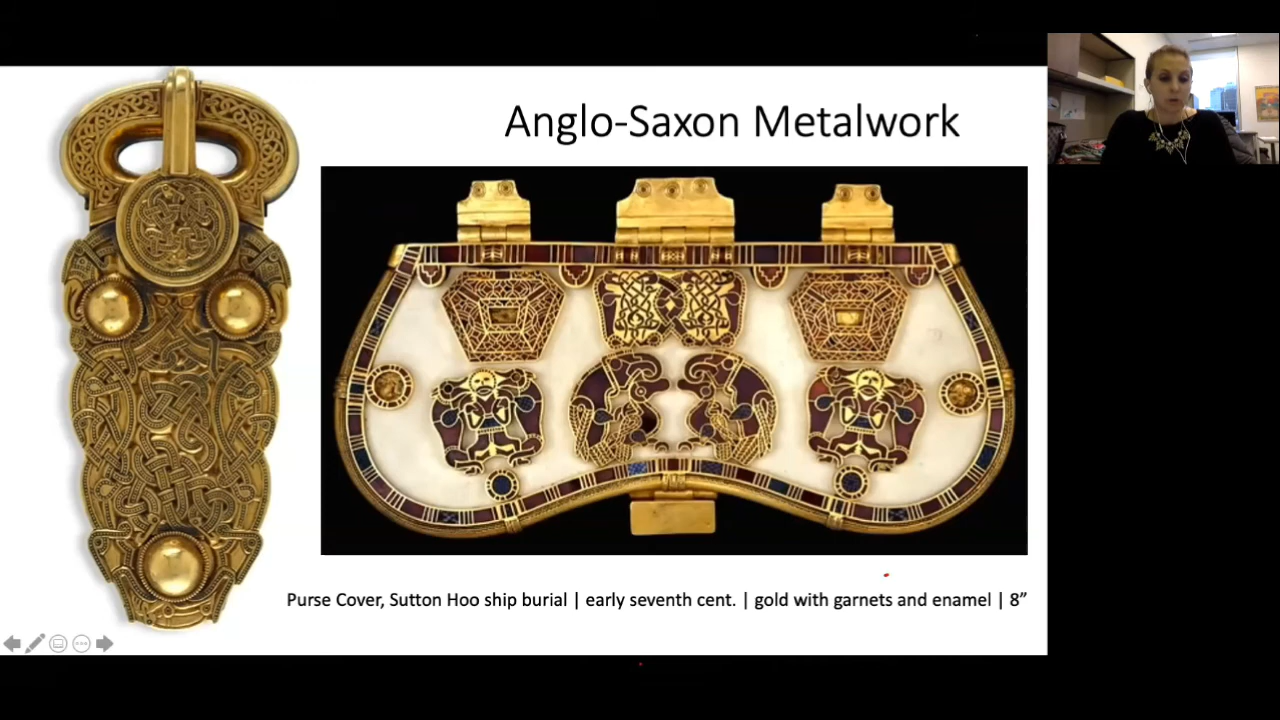 Anglo-Saxon Metalwork
Purse Cover, Sutton Hoo ship burial | early seventh cent. | gold with garnets and enamel | 8”